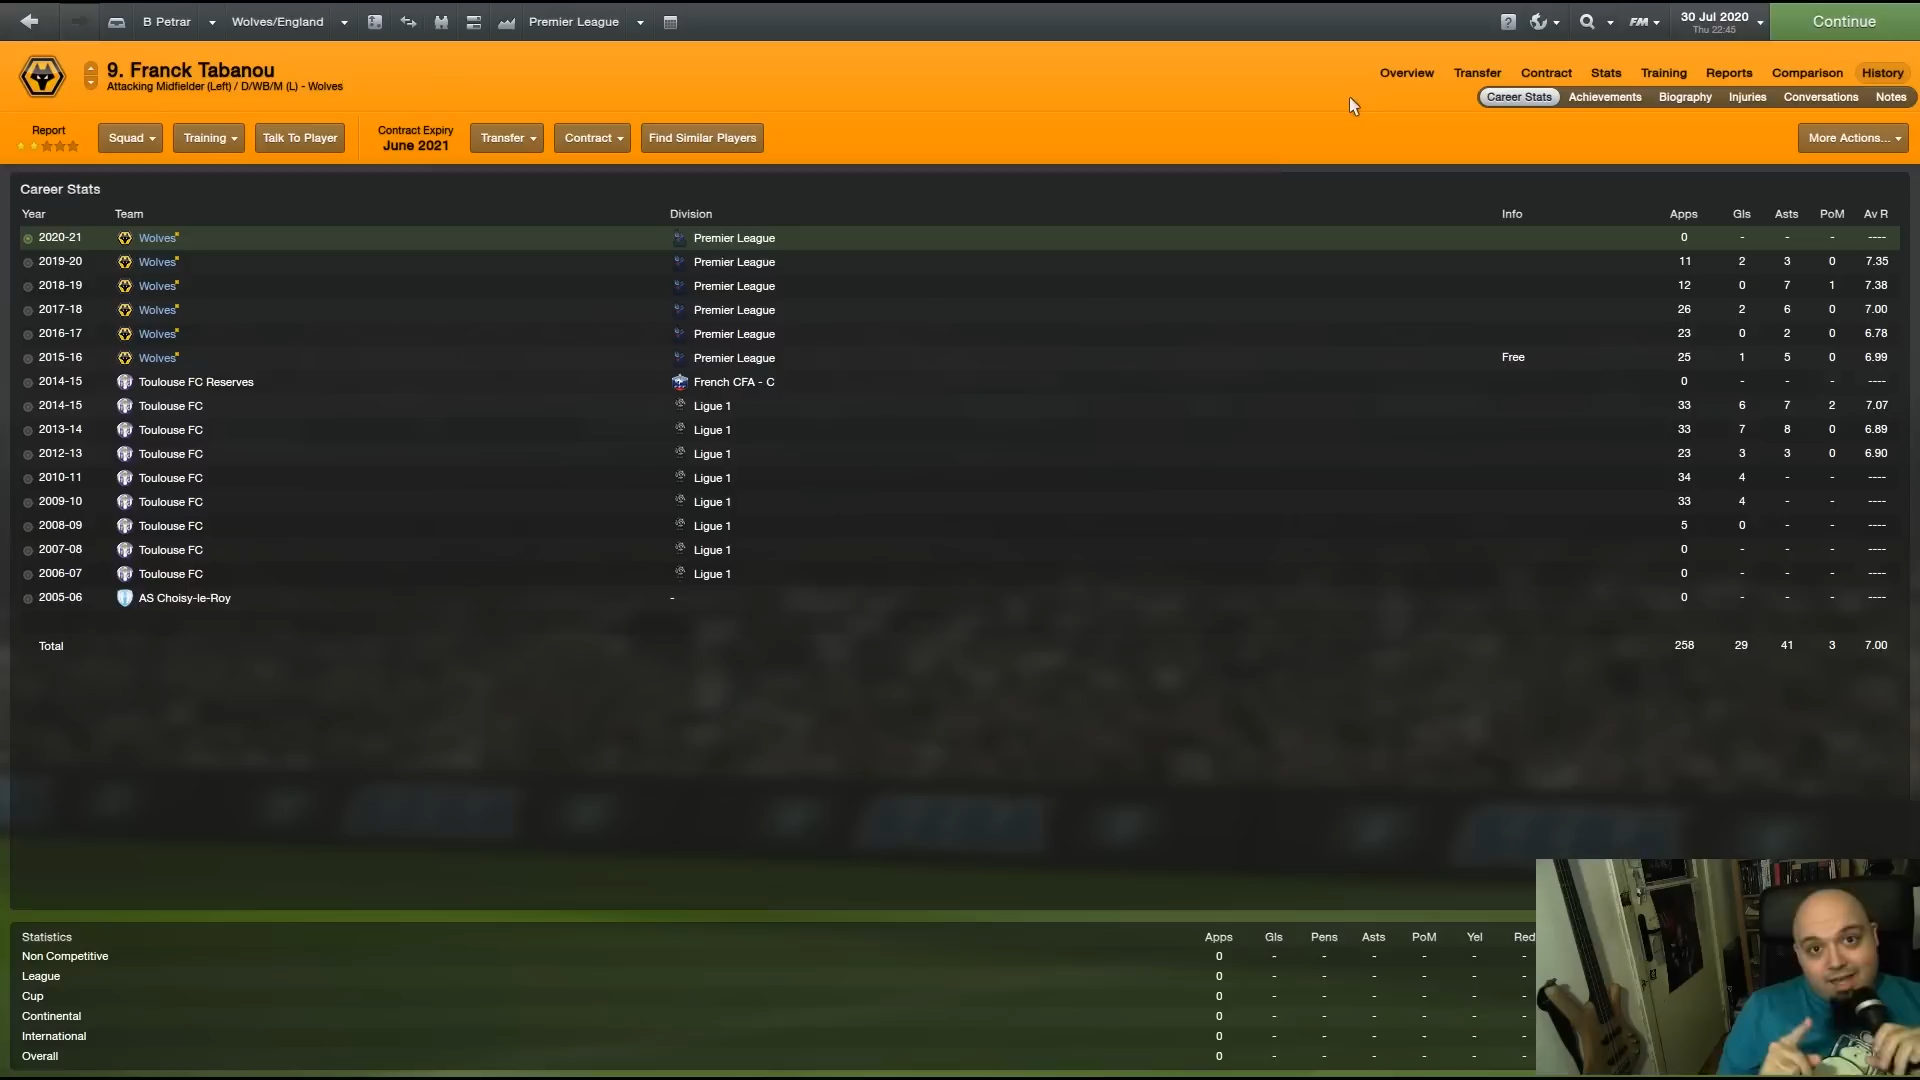 B Petrar Wolves/England Premier League ? FM 30 Jul 2020 Continue
Thu 22:45
9. Franck Tabanou
Attacking Midfielder (Left) / D/WB/M (L) - Wolves
Overview Transfer Contract Stats Training Reports Comparison History
Career Stats Achievements Biography Injuries Conversations Notes
Report Squad Training Talk To Player Contract Expiry Transfer Contract Find Similar Players More Actions...
June 2021
Career Stats
Year Team Division Info Apps Gls Asts PoM Av R
2020-21 Wolves Premier League 0 - - - ----
2019-20 Wolves Premier League 11 2 3 0 7.35
2018-19 Wolves Premier League 12 0 7 1 7.38
2017-18 Wolves Premier League 26 2 6 0 7.00
2016-17 Wolves Premier League 23 0 2 0 6.78
2015-16 Wolves Premier League Free 25 1 5 0 6.99
2014-15 Toulouse FC Reserves French CFA - C 0 - - - ----
2014-15 Toulouse FC Ligue 1 33 6 7 2 7.07
2013-14 Toulouse FC Ligue 1 33 7 8 0 6.89
2012-13 Toulouse FC Ligue 1 23 3 3 0 6.90
2010-11 Toulouse FC Ligue 1 34 4 - - ----
2009-10 Toulouse FC Ligue 1 33 4 - - ----
2008-09 Toulouse FC Ligue 1 5 0 - - ----
2007-08 Toulouse FC Ligue 1 0 - - - ----
2006-07 Toulouse FC Ligue 1 0 - - - ----
2005-06 AS Choisy-le-Roy - 0 - - - ----
Total 258 29 41 3 7.00
Statistics Apps Gls Pens Asts PoM Yel Red
Non Competitive 0 - - - - - -
League 0 - - - - - -
Cup 0 - - - - - -
Continental 0 - - - - - -
International 0 - - - - - -
Overall 0 - - - - - -